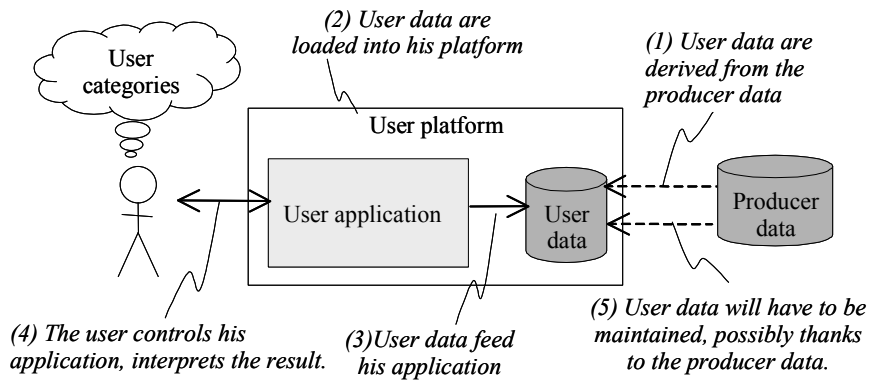 (2) User data are
loaded into his platform
(1) User data are
derived from the
producer data
User
categories
User platform
User application
User
data
Producer
data
(4) The user controls his
application, interprets the result.
(3)User data feed
his application
(5) User data will have to be
maintained, possibly thanks
to the producer data.